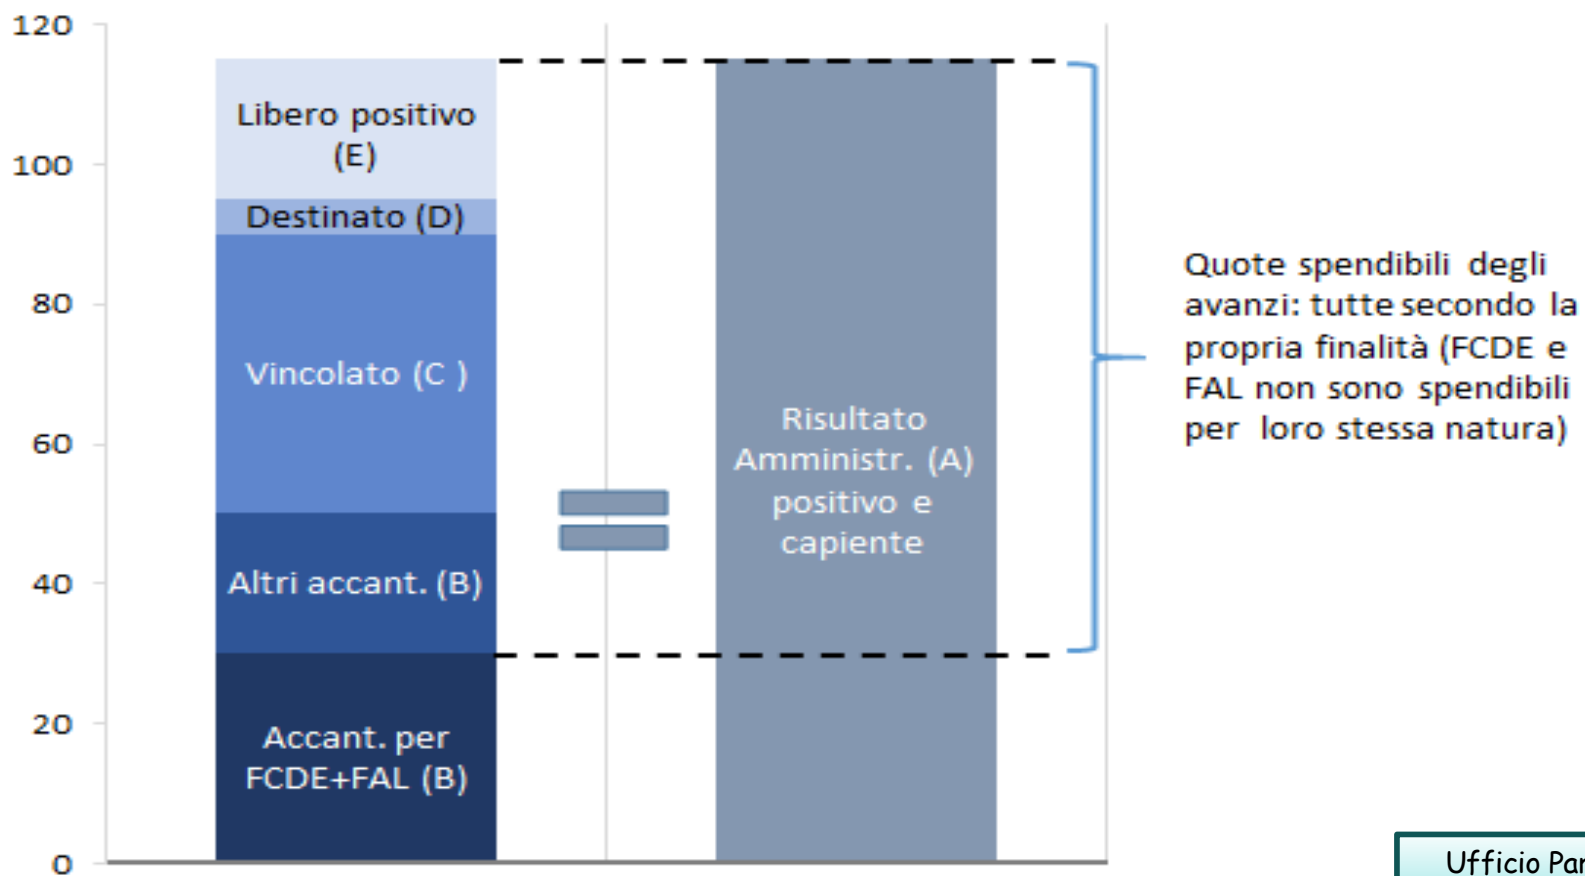 120
100
80
60
40
20
0
Libero positivo
(E)
Destinato (D)
Vincolato (C )
Altri accant. (B)
Accant. per
FCDE+FAL (B)
Risultato
Amministr. (A)
positivo e
capiente
Quote spendibili degli
avanzi: tutte secondo la
propria finalità (FCDE e
FAL non sono spendibili
per loro stessa natura)
Ufficio